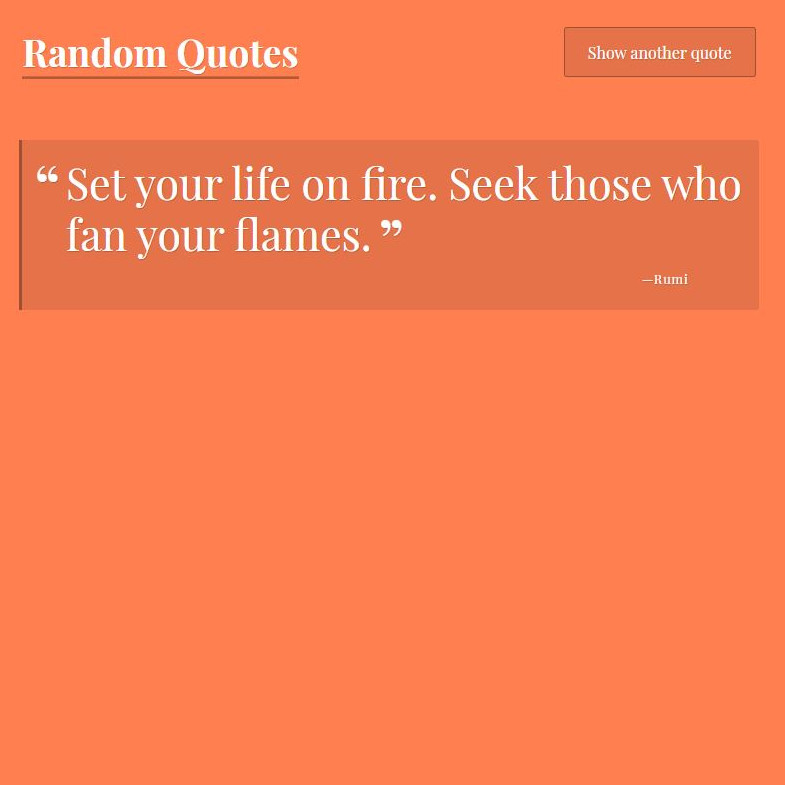 Random Quotes
Show another quote
❝ Set your life on fire. Seek those who
fan your flames. ❞
—Rumi